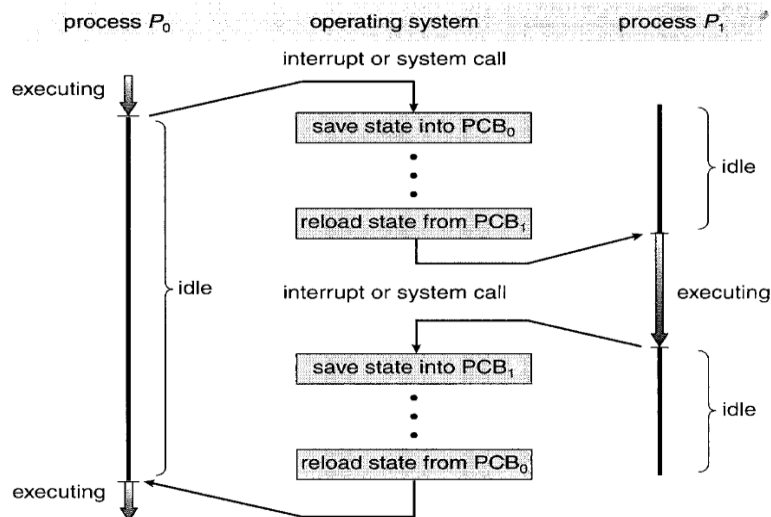 process P₀ operating system process P₁
interrupt or system call
executing
save state into PCB₀
idle
reload state from PCB₁
idle
interrupt or system call
executing
save state into PCB₁
idle
reload state from PCB₀
executing